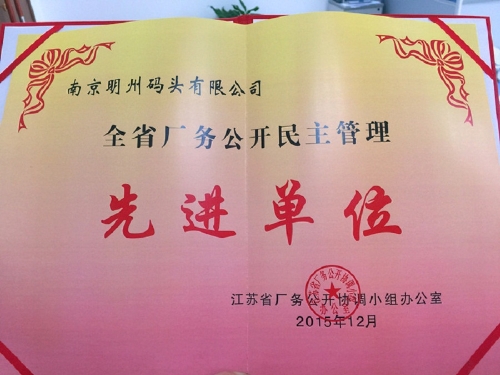 南京明州码头有限公司
全省厂务公开民主管理
先进单位
江苏省厂务公开协调小组办公室
2015年12月